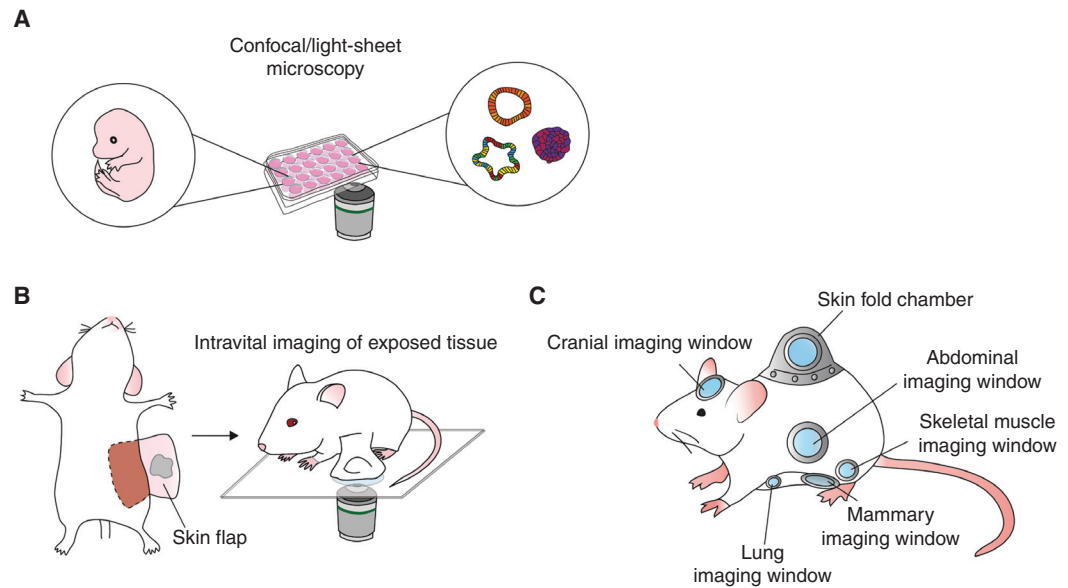 A
Confocal/light-sheet
microscopy
B
Intravital imaging of exposed tissue
Skin flap
C
Skin fold chamber
Cranial imaging window
Abdominal
imaging window
Skeletal muscle
imaging window
Mammary
imaging window
Lung
imaging window